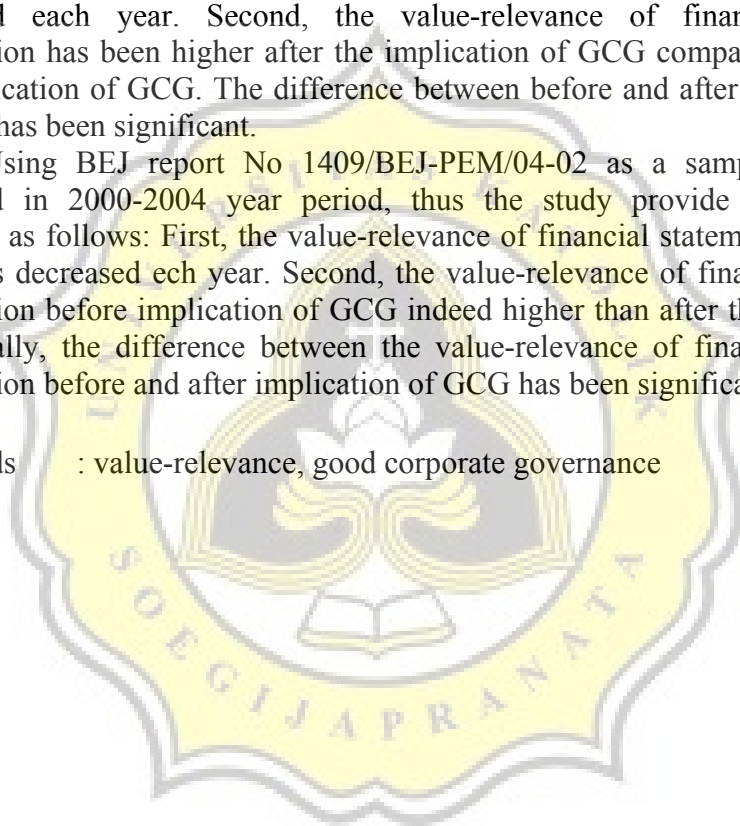 d each year. Second, the value-relevance of finan
ion has been higher after the implication of GCG compa
ication of GCG. The difference between before and after
has been significant.
Using BEJ report No 1409/BEJ-PEM/04-02 as a samp
d in 2000-2004 year period, thus the study provide
as follows: First, the value-relevance of financial statem
s decreased ech year. Second, the value-relevance of fina
ion before implication of GCG indeed higher than after th
ally, the difference between the value-relevance of finan
ion before and after implication of GCG has been significa
ds : value-relevance, good corporate governance
UNIVERSITAS KATOLIK
SOEGIJAPRANATA